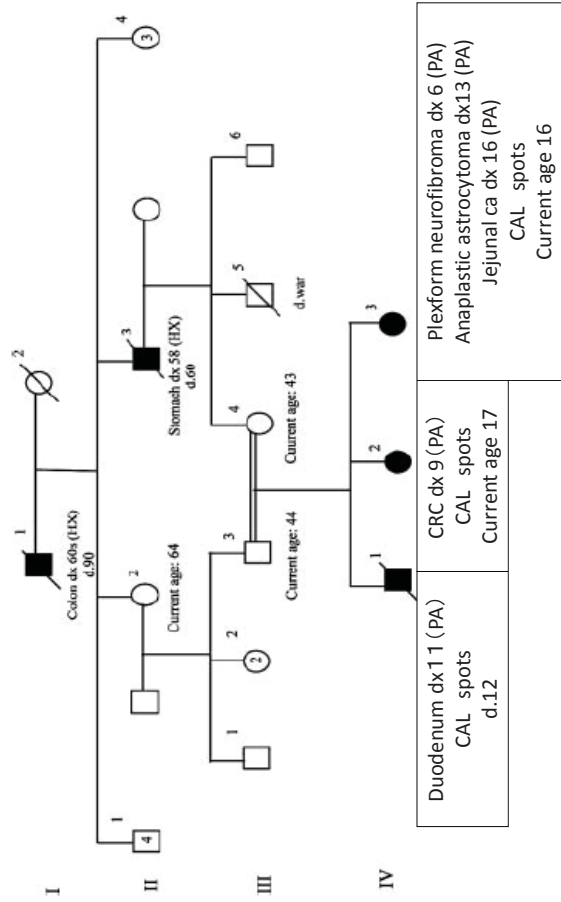 I
1
2
Colon dx 60s (HX)
d.90
II
1
4
2
Current age: 64
3
Stomach dx 58 (HX)
d.60
4
3
III
1
2
2
3
Current age: 44
4
Cuurent age: 43
5
d.war
6
IV
1
2
3
Duodenum dx11 (PA)
CAL spots
d.12
CRC dx 9 (PA)
CAL spots
Current age 17
Plexform neurofibroma dx 6 (PA)
Anaplastic astrocytoma dx13 (PA)
Jejunal ca dx 16 (PA)
CAL spots
Current age 16